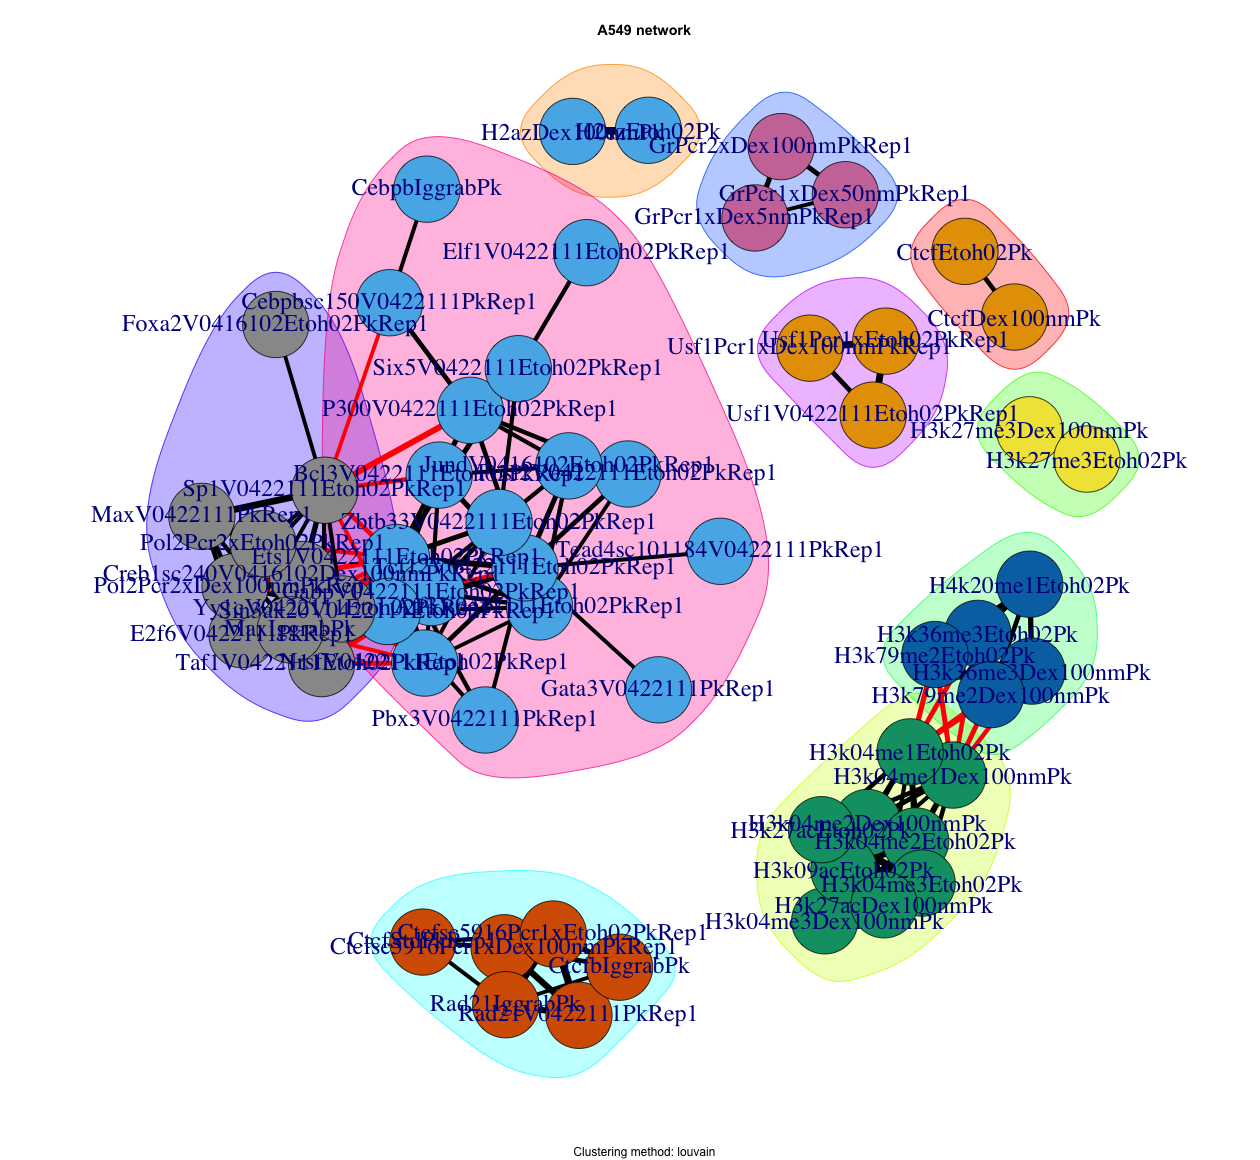 A549 network
H2azDex100nmPk
H2azEtoh02Pk
GrPcr2xDex100nmPkRep1
CebpbIggrabPk
GrPcr1xDex50nmPkRep1
GrPcr1xDex5nmPkRep1
Elf1V0422111Etoh02PkRep1
CtcfEtoh02Pk
Cebpbsc150V0422111PkRep1
CtcfDex100nmPk
Foxa2V0416102Etoh02PkRep1
Usf1Pcr1xEtoh02PkRep1
Usf1Pcr1xDex100nmPkRep1
Six5V0422111Etoh02PkRep1
P300V0422111Etoh02PkRep1
Usf1V0422111Etoh02PkRep1
H3k27me3Dex100nmPk
H3k27me3Etoh02Pk
JundV0416102Etoh02PkRep1
Bcl3V0422111Etoh02PkRep1
Sp1V0422111Etoh02PkRep1
MaxV0422111PkRep1
Zbtb33V0422111Etoh02PkRep1
Pol2Pcr2xEtoh02PkRep1
Tead4sc101184V0422111PkRep1
Ets1V0422111Etoh02PkRep1
Creb1sc240V0416102Dex100nmPkRep1
Pol2Pcr2xDex100nmPkRep1
H4k20me1Etoh02Pk
GabpV0422111Etoh02PkRep1
MaxIggrabPk
E2f6V0422111PkRep1
H3k36me3Etoh02Pk
H3k79me2Etoh02Pk
Taf1V0422111Etoh02PkRep1
NrsfV0422111Etoh02PkRep1
H3k36me3Dex100nmPk
Gata3V0422111PkRep1
H3k79me2Dex100nmPk
Pbx3V0422111PkRep1
H3k04me1Etoh02Pk
H3k04me1Dex100nmPk
H3k04me2Dex100nmPk
H3k27acEtoh02Pk
H3k04me2Etoh02Pk
H3k09acEtoh02Pk
H3k04me3Etoh02Pk
H3k27acDex100nmPk
H3k04me3Dex100nmPk
Ctcfsc5916Pcr1xEtoh02PkRep1
Ctcfsc5916Pcr1xDex100nmPkRep1
CtcfbIggrabPk
Rad21IggrabPk
Rad21V0422111PkRep1
Clustering method: louvain